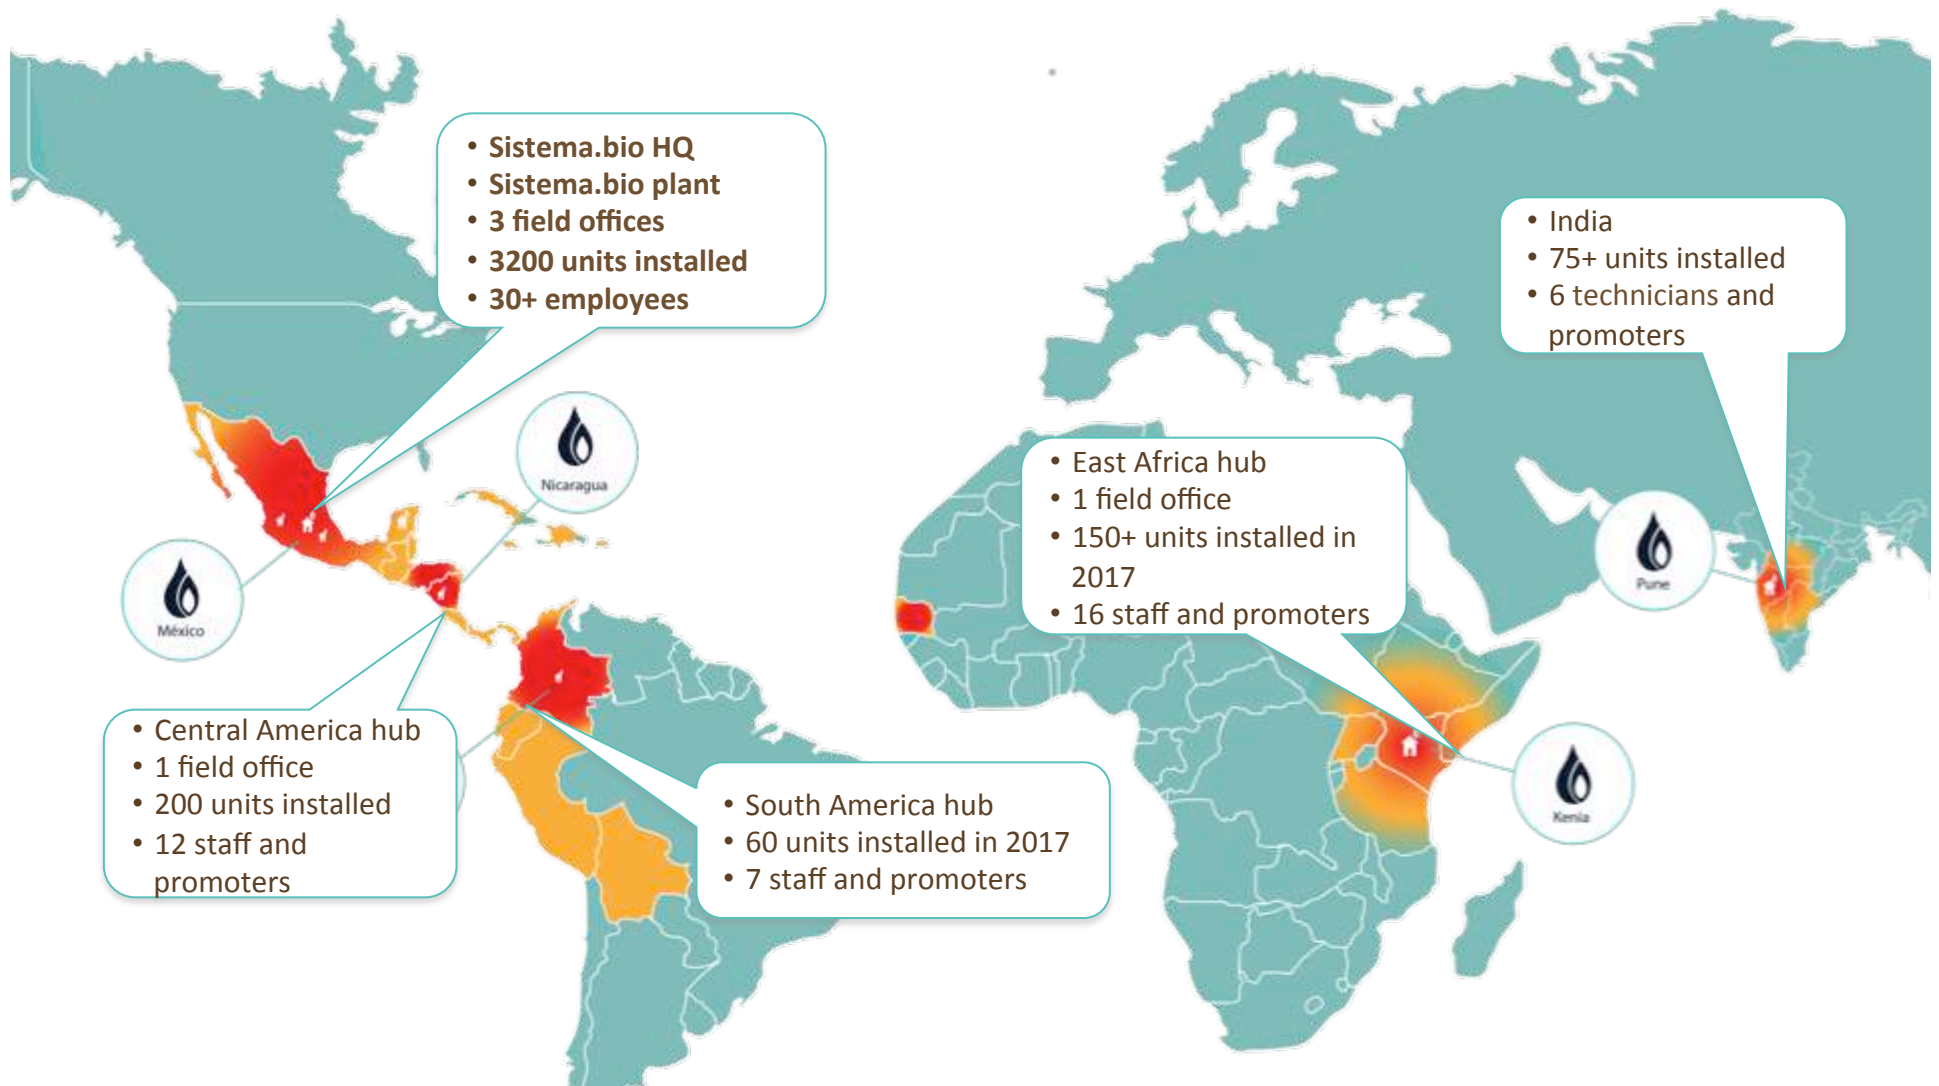 • Sistema.bio HQ
• Sistema.bio plant
• 3 field offices
• 3200 units installed
• 30+ employees
• India
• 75+ units installed
• 6 technicians and
promoters
Nicaragua
• East Africa hub
• 1 field office
• 150+ units installed in
2017
• 16 staff and promoters
Pune
México
• Central America hub
• 1 field office
• 200 units installed
• 12 staff and
promoters
• South America hub
• 60 units installed in 2017
• 7 staff and promoters
Kenia